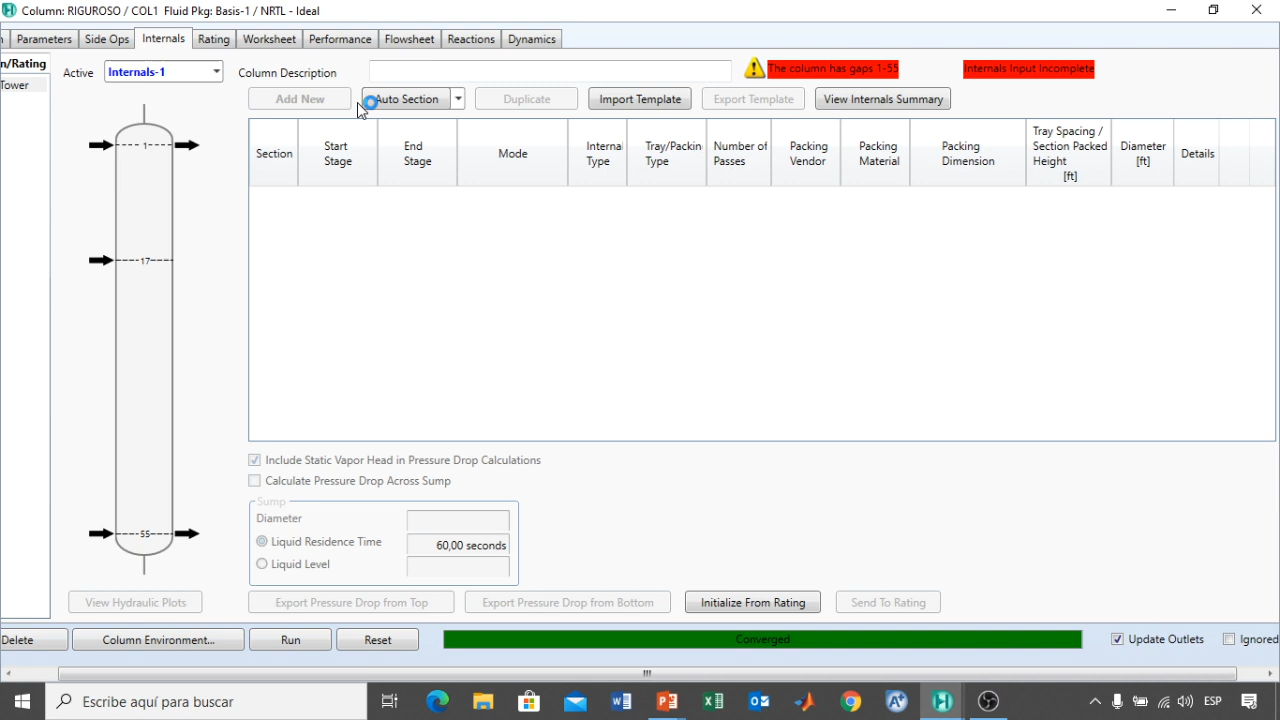 Column: RIGUROSO / COL1 Fluid Pkg: Basis-1 / NRTL - Ideal
Parameters Side Ops Internals Rating Worksheet Performance Flowsheet Reactions Dynamics
n/Rating
Tower
Active Internals-1 Column Description The column has gaps 1-55 Internals Input Incomplete
Add New Auto Section Duplicate Import Template Export Template View Internals Summary
Section Start Stage End Stage Mode Internal Type Tray/Packin Type Number of Passes Packing Vendor Packing Material Packing Dimension Tray Spacing / Section Packed Height [ft] Diameter [ft] Details
1
17
55
Include Static Vapor Head in Pressure Drop Calculations
Calculate Pressure Drop Across Sump
Sump
Diameter
Liquid Residence Time 60,00 seconds
Liquid Level
View Hydraulic Plots Export Pressure Drop from Top Export Pressure Drop from Bottom Initialize From Rating Send To Rating
Delete Column Environment... Run Reset Converged Update Outlets Ignored
Escribe aquí para buscar ESP